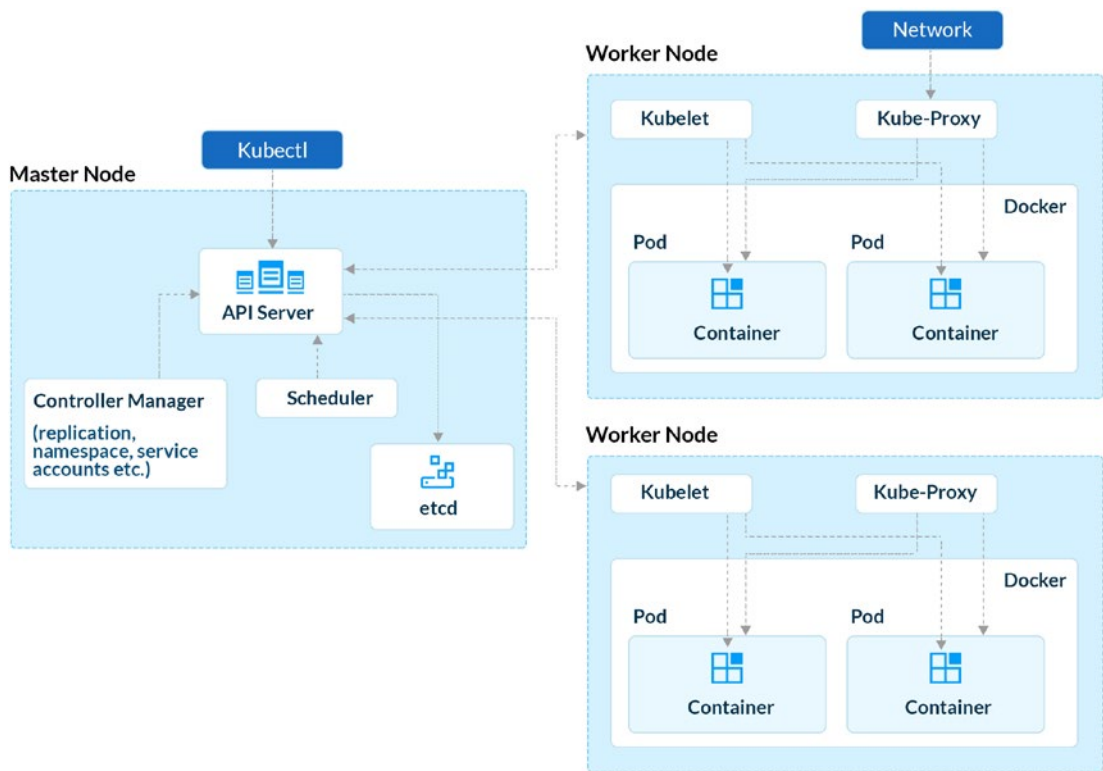 Kubectl
Master Node
API Server
Controller Manager
(replication,
namespace, service
accounts etc.)
Scheduler
etcd
Network
Worker Node
Kubelet
Kube-Proxy
Docker
Pod
Pod
Container
Container
Worker Node
Kubelet
Kube-Proxy
Docker
Pod
Pod
Container
Container